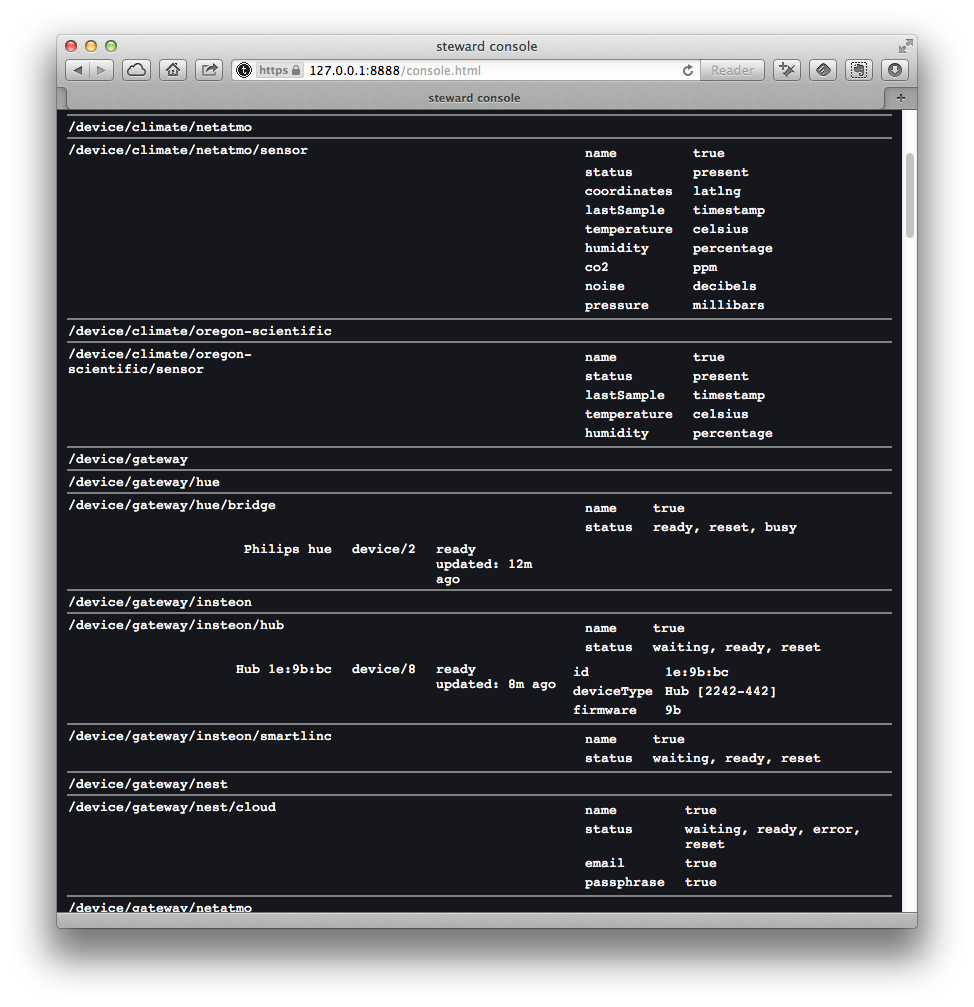 steward console
https 127.0.0.1:8888/console.html Reader
steward console
/device/climate/netatmo
/device/climate/netatmo/sensor
name true
status present
coordinates latlng
lastSample timestamp
temperature celsius
humidity percentage
co2 ppm
noise decibels
pressure millibars
/device/climate/oregon-scientific
/device/climate/oregon-
scientific/sensor
name true
status present
lastSample timestamp
temperature celsius
humidity percentage
/device/gateway
/device/gateway/hue
/device/gateway/hue/bridge
name true
status ready, reset, busy
Philips hue device/2 ready
updated: 12m
ago
/device/gateway/insteon
/device/gateway/insteon/hub
name true
status waiting, ready, reset
Hub 1e:9b:bc device/8 ready
updated: 8m ago
id 1e:9b:bc
deviceType Hub [2242-442]
firmware 9b
/device/gateway/insteon/smartlinc
name true
status waiting, ready, reset
/device/gateway/nest
/device/gateway/nest/cloud
name true
status waiting, ready, error,
reset
email true
passphrase true
/device/gateway/netatmo